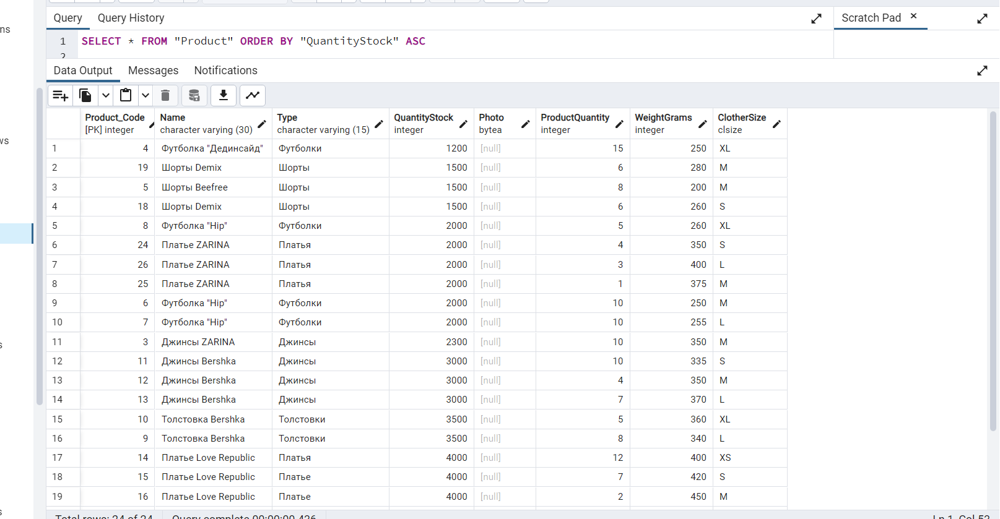 Query Query History Scratch Pad ×
ns
1 SELECT * FROM "Product" ORDER BY "QuantityStock" ASC
2
Data Output Messages Notifications
Product_Code Name Type QuantityStock Photo ProductQuantity WeightGrams ClotherSize
[PK] integer character varying (30) character varying (15) integer bytea integer integer clsize
1 4 Футболка "Дединсайд" Футболки 1200 [null] 15 250 XL
2 19 Шорты Demix Шорты 1500 [null] 6 280 M
3 5 Шорты Beefree Шорты 1500 [null] 8 200 M
4 18 Шорты Demix Шорты 1500 [null] 6 260 S
5 8 Футболка "Hip" Футболки 2000 [null] 5 260 XL
6 24 Платье ZARINA Платья 2000 [null] 4 350 S
7 26 Платье ZARINA Платья 2000 [null] 3 400 L
8 25 Платье ZARINA Платья 2000 [null] 1 375 M
9 6 Футболка "Hip" Футболки 2000 [null] 10 250 M
10 7 Футболка "Hip" Футболки 2000 [null] 10 255 L
11 3 Джинсы ZARINA Джинсы 2300 [null] 10 350 M
12 11 Джинсы Bershka Джинсы 3000 [null] 10 335 S
13 12 Джинсы Bershka Джинсы 3000 [null] 4 350 M
14 13 Джинсы Bershka Джинсы 3000 [null] 7 370 L
15 10 Толстовка Bershka Толстовки 3500 [null] 5 360 XL
16 9 Толстовка Bershka Толстовки 3500 [null] 8 340 L
17 14 Платье Love Republic Платья 4000 [null] 12 400 XS
18 15 Платье Love Republic Платье 4000 [null] 7 420 S
19 16 Платье Love Republic Платье 4000 [null] 2 450 M
Total rows: 24 of 24 Query complete 00:00:00.426 Ln 1, Col 52